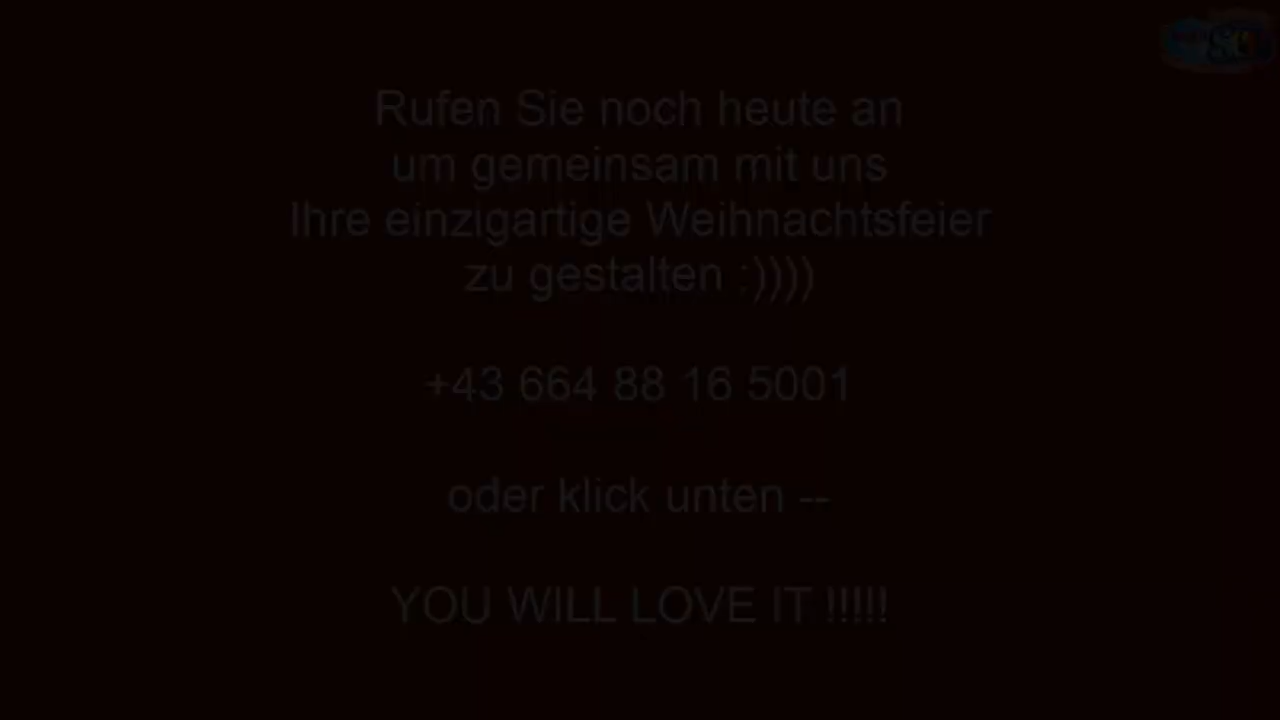 Rufen Sie noch heute an
um gemeinsam mit uns
Ihre einzigartige Weihnachtsfeier
zu gestalten :))))
+43 664 88 16 5001
oder klick unten --
YOU WILL LOVE IT !!!!!